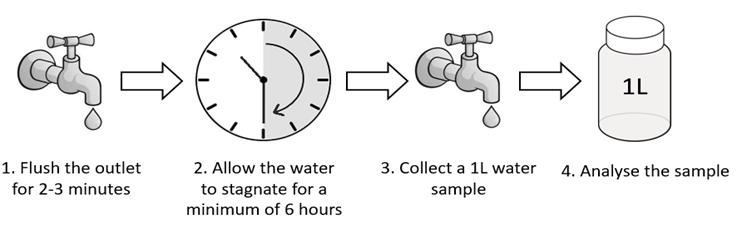 1L
1. Flush the outlet
for 2-3 minutes
2. Allow the water
to stagnate for a
minimum of 6 hours
3. Collect a 1L water
sample
4. Analyse the sample